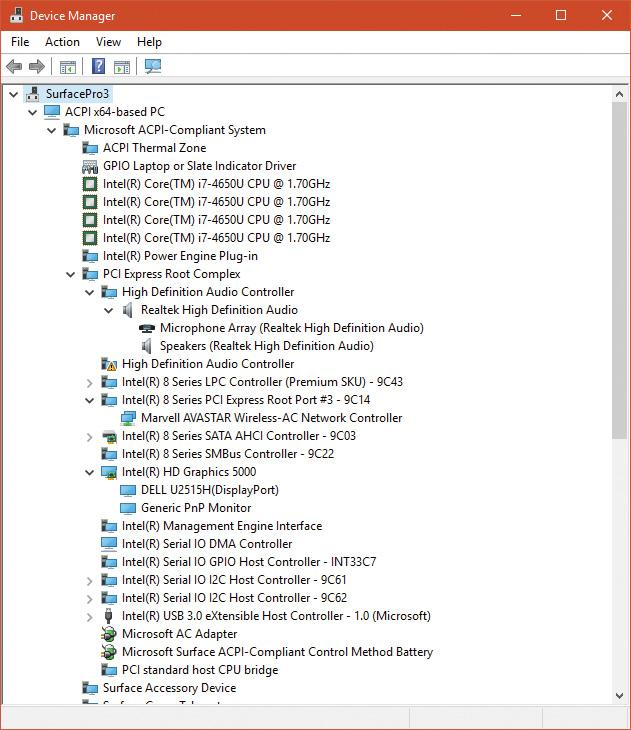 Device Manager
File Action View Help
SurfacePro3
ACPI x64-based PC
Microsoft ACPI-Compliant System
ACPI Thermal Zone
GPIO Laptop or Slate Indicator Driver
Intel(R) Core(TM) i7-4650U CPU @ 1.70GHz
Intel(R) Core(TM) i7-4650U CPU @ 1.70GHz
Intel(R) Core(TM) i7-4650U CPU @ 1.70GHz
Intel(R) Core(TM) i7-4650U CPU @ 1.70GHz
Intel(R) Power Engine Plug-in
PCI Express Root Complex
High Definition Audio Controller
Realtek High Definition Audio
Microphone Array (Realtek High Definition Audio)
Speakers (Realtek High Definition Audio)
High Definition Audio Controller
Intel(R) 8 Series LPC Controller (Premium SKU) - 9C43
Intel(R) 8 Series PCI Express Root Port #3 - 9C14
Marvell AVASTAR Wireless-AC Network Controller
Intel(R) 8 Series SATA AHCI Controller - 9C03
Intel(R) 8 Series SMBus Controller - 9C22
Intel(R) HD Graphics 5000
DELL U2515H(DisplayPort)
Generic PnP Monitor
Intel(R) Management Engine Interface
Intel(R) Serial IO DMA Controller
Intel(R) Serial IO GPIO Host Controller - INT33C7
Intel(R) Serial IO I2C Host Controller - 9C61
Intel(R) Serial IO I2C Host Controller - 9C62
Intel(R) USB 3.0 eXtensible Host Controller - 1.0 (Microsoft)
Microsoft AC Adapter
Microsoft Surface ACPI-Compliant Control Method Battery
PCI standard host CPU bridge
Surface Accessory Device